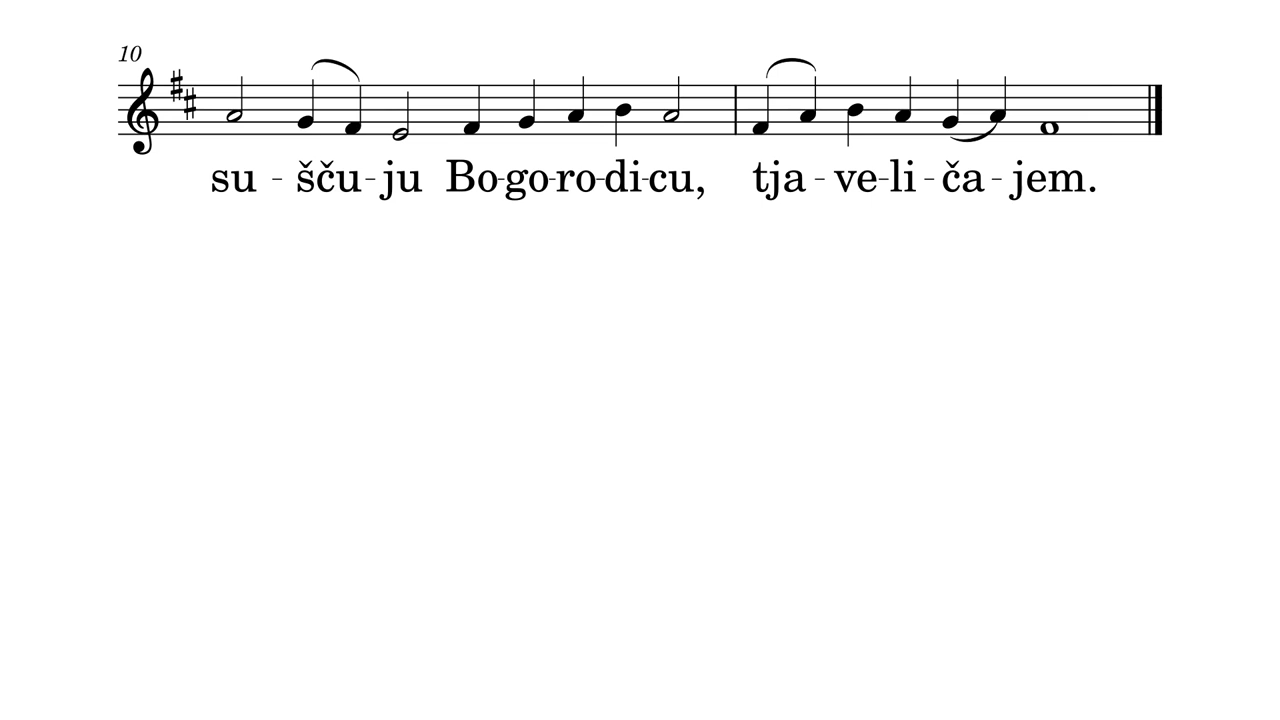 10
su - šču - ju Bo-go-ro-di-cu, tja - ve-li - ča - jem.